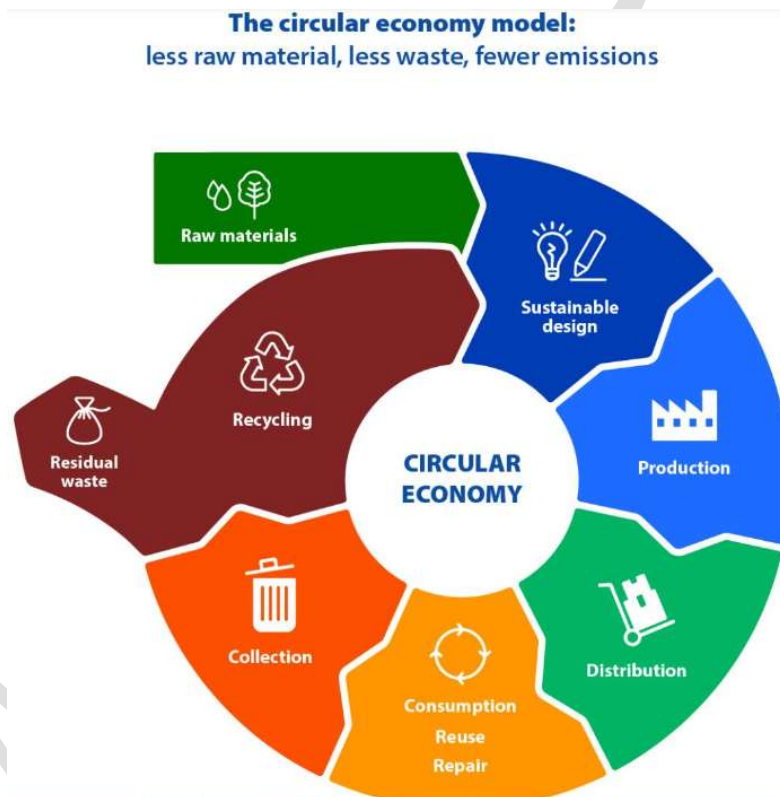 The circular economy model:
less raw material, less waste, fewer emissions
Raw materials
Sustainable
design
Production
Distribution
Consumption
Reuse
Repair
Collection
Recycling
Residual
waste
CIRCULAR
ECONOMY